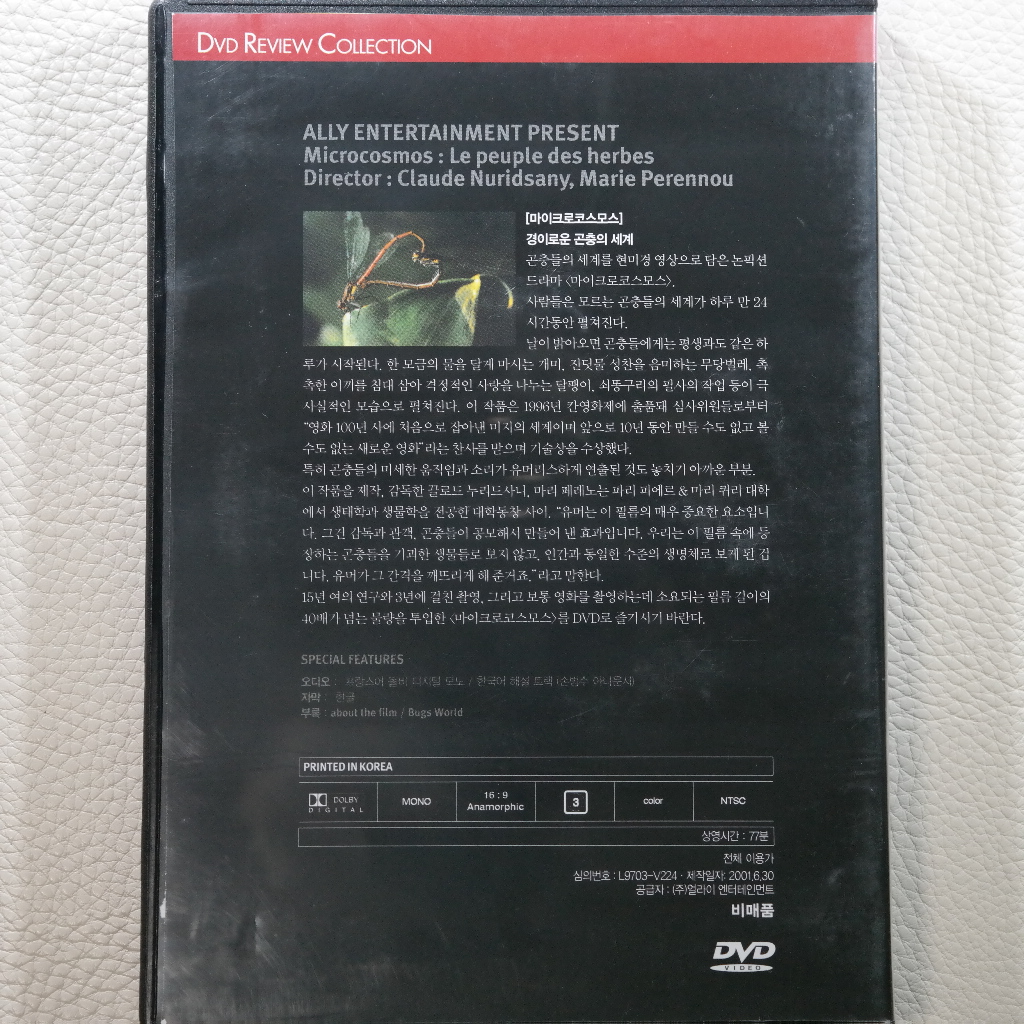 DVD REVIEW COLLECTION
ALLY ENTERTAINMENT PRESENT
Microcosmos : Le peuple des herbes
Director : Claude Nuridsany, Marie Perennou
[마이크로코스모스]
경이로운 곤충의 세계
곤충들의 세계를 현미경 영상으로 담은 논픽션
드라마 〈마이크로코스모스〉.
사람들은 모르는 곤충들의 세계가 하루 만 24
시간동안 펼쳐진다.
날이 밝아오면 곤충들에게는 평생과도 같은 하
루가 시작된다. 한 모금의 물을 달게 마시는 개미, 진딧물 성찬을 음미하는 무당벌레, 촉
촉한 이끼를 침대 삼아 격정적인 사랑을 나누는 달팽이, 쇠똥구리의 필사의 작업 등이 극
사실적인 모습으로 펼쳐진다. 이 작품은 1996년 칸영화제에 출품돼 심사위원들로부터
"영화 100년 사에 처음으로 잡아낸 미지의 세계이며 앞으로 10년 동안 만들 수도 없고 볼
수도 없는 새로운 영화"라는 찬사를 받으며 기술상을 수상했다.
특히 곤충들의 미세한 움직임과 소리가 유머러스하게 연출된 것도 놓치기 아까운 부분.
이 작품을 제작, 감독한 끌로드 누리드사니, 마리 페레노는 파리 피에르 & 마리 퀴리 대학
에서 생태학과 생물학을 전공한 대학동창 사이. "유머는 이 필름의 매우 중요한 요소입니
다. 그건 감독과 관객, 곤충들이 공모해서 만들어 낸 효과입니다. 우리는 이 필름 속에 등
장하는 곤충들을 기괴한 생물들로 보지 않고, 인간과 동일한 수준의 생명체로 보게 된 겁
니다. 유머가 그 간격을 깨뜨리게 해 준거죠."라고 말한다.
15년 여의 연구와 3년에 걸친 촬영, 그리고 보통 영화를 촬영하는데 소요되는 필름 길이의
40배가 넘는 물량을 투입한 〈마이크로코스모스〉를 DVD로 즐기시기 바란다.
SPECIAL FEATURES
오디오 : 프랑스어 돌비 디지털 모노 / 한국어 해설 트랙 (손범수 아나운서)
자막 : 한글
부록 : about the film / Bugs World
PRINTED IN KOREA
DOLBY DIGITAL
MONO
16 : 9 Anamorphic
3
color
NTSC
상영시간 : 77분
전체 이용가
심의번호 : L9703-V224 · 제작일자: 2001,6,30
공급자 : (주)얼라이 엔터테인먼트
비매품
DVD
VIDEO